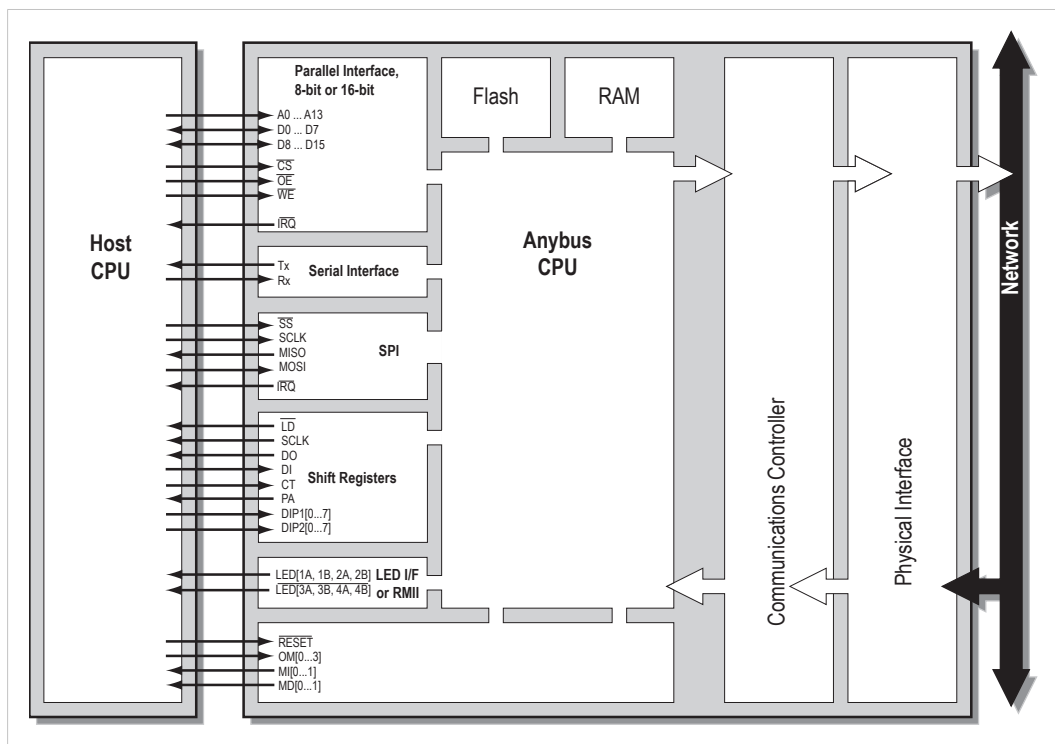 Host
CPU
Parallel Interface,
8-bit or 16-bit
A0 ... A13
D0 ... D7
D8 ... D15
CS
OE
WE
IRQ
Tx
Rx
Serial Interface
SS
SCLK
MISO
MOSI
IRQ
SPI
LD
SCLK
DO
DI
CT
PA
DIP1[0...7]
DIP2[0...7]
Shift Registers
LED[1A, 1B, 2A, 2B]
LED[3A, 3B, 4A, 4B]
LED I/F
or RMII
RESET
OM[0...3]
MI[0...1]
MD[0...1]
Flash
RAM
Anybus
CPU
Communications Controller
Physical Interface
Network